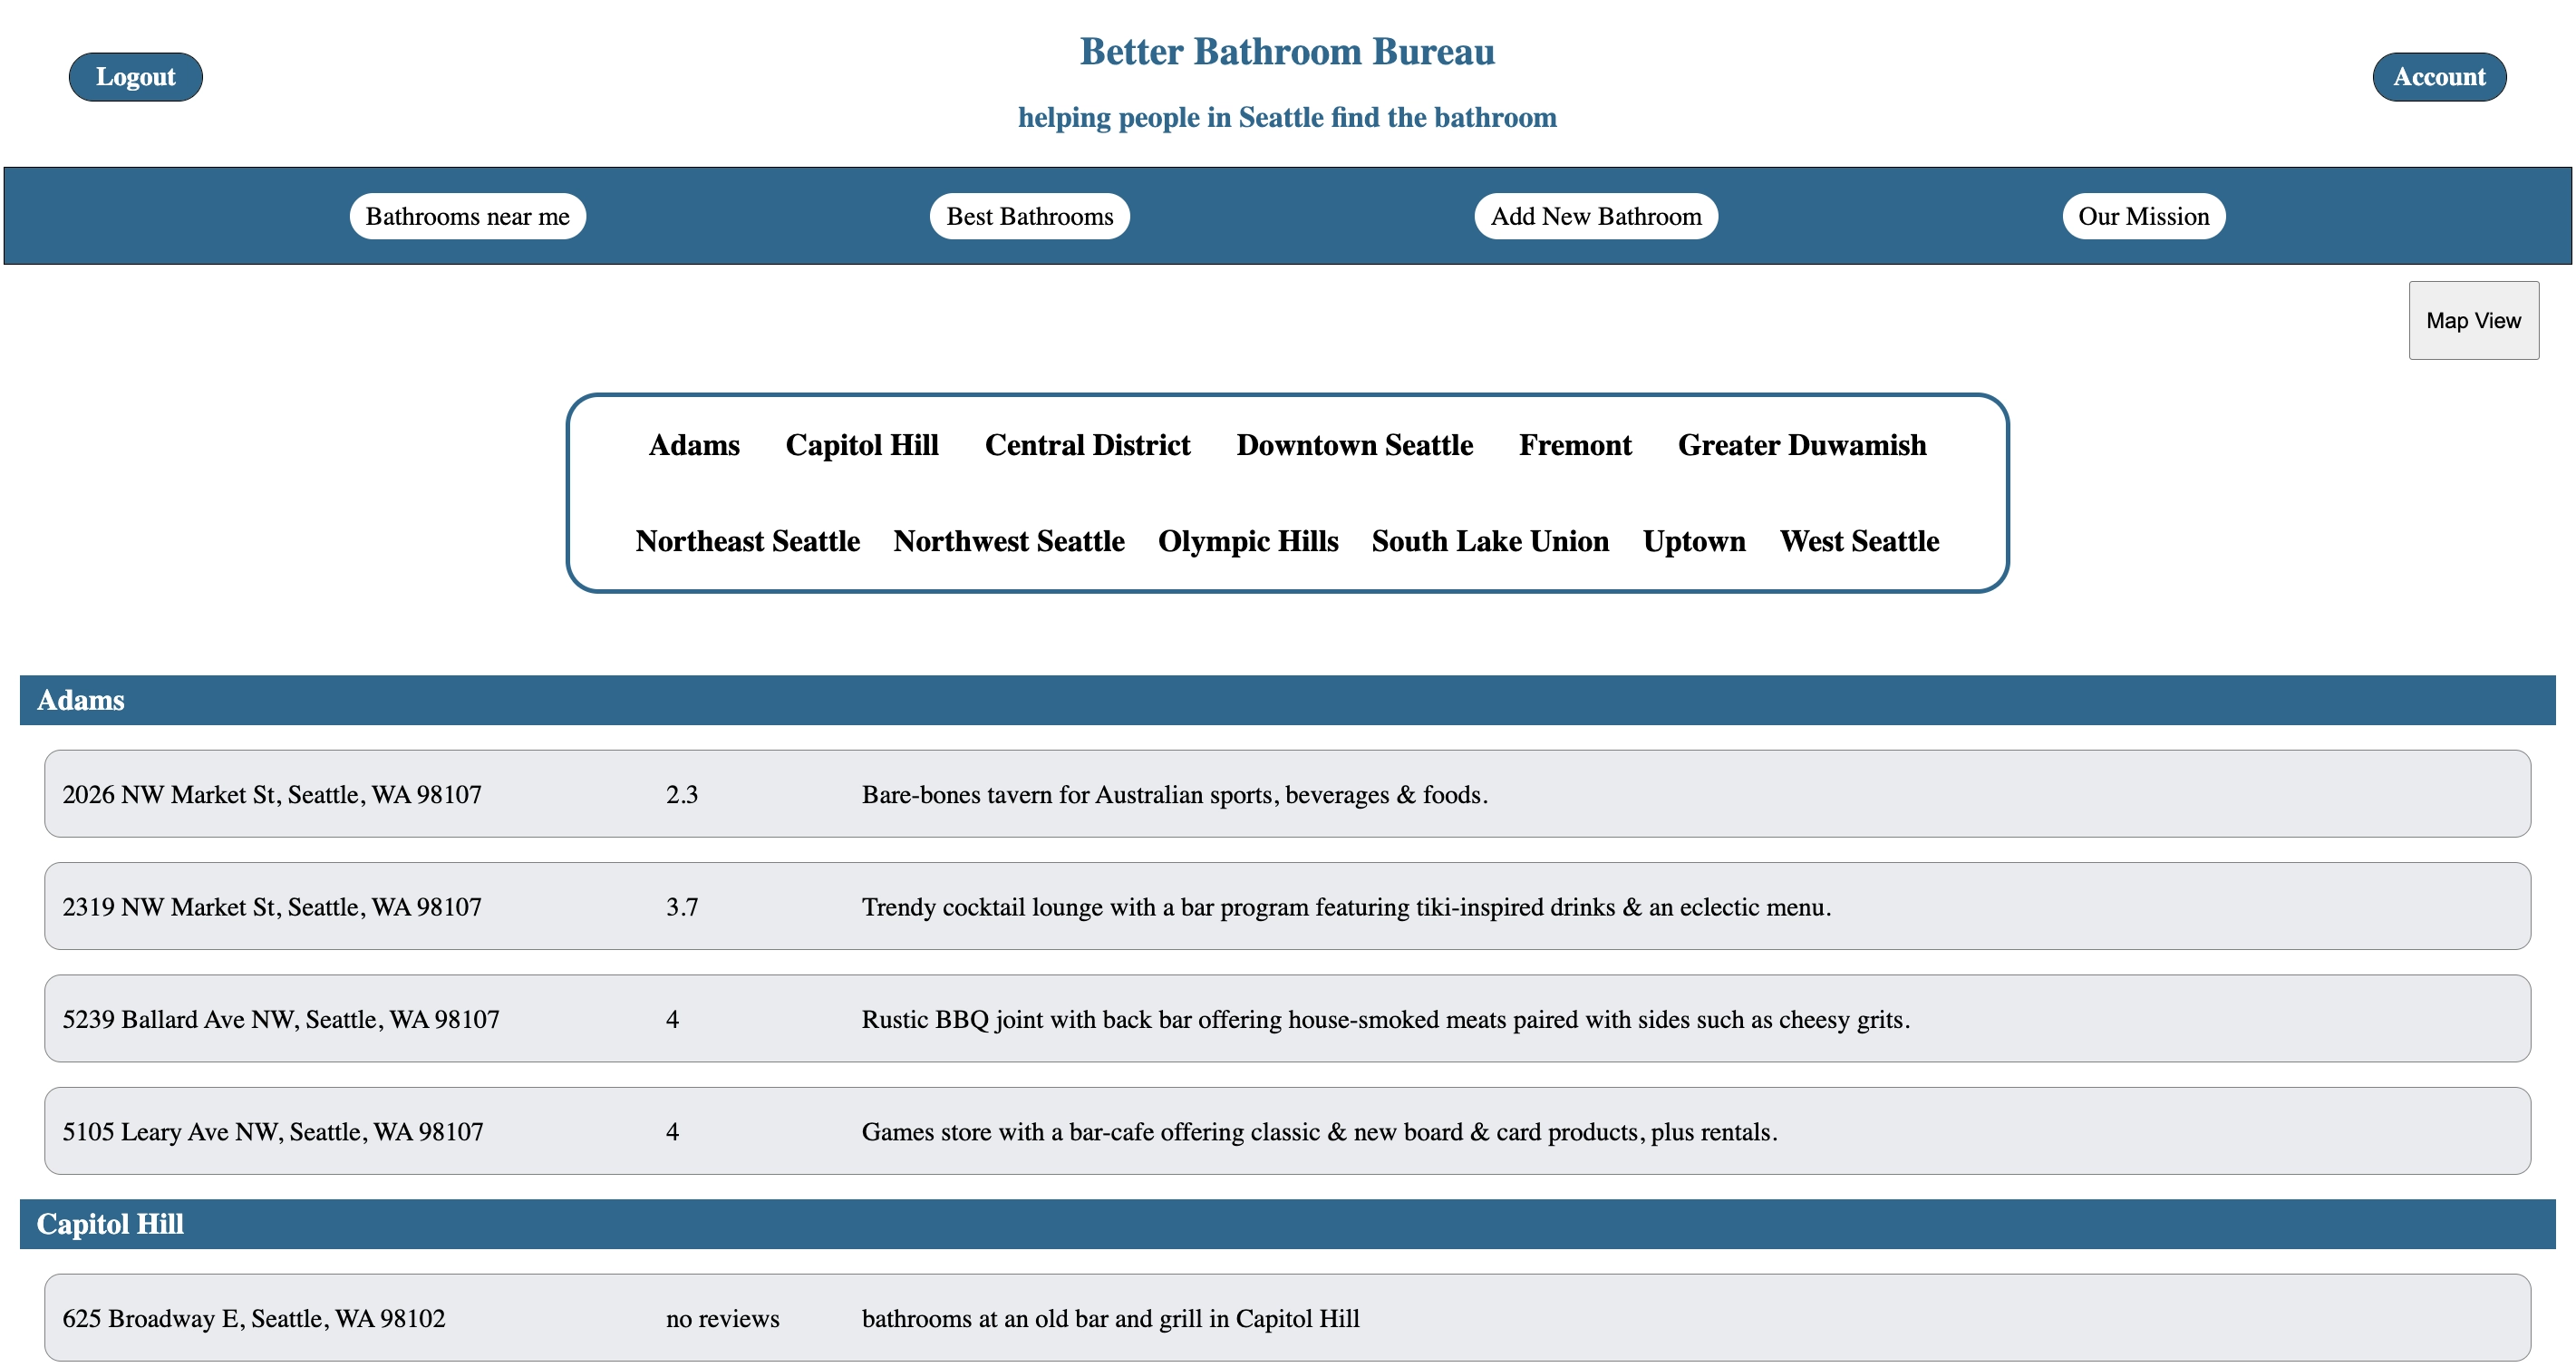 Logout
Better Bathroom Bureau
Account
helping people in Seattle find the bathroom
Bathrooms near me
Best Bathrooms
Add New Bathroom
Our Mission
Map View
Adams Capitol Hill Central District Downtown Seattle Fremont Greater Duwamish
Northeast Seattle Northwest Seattle Olympic Hills South Lake Union Uptown West Seattle
Adams
2026 NW Market St, Seattle, WA 98107 2.3 Bare-bones tavern for Australian sports, beverages & foods.
2319 NW Market St, Seattle, WA 98107 3.7 Trendy cocktail lounge with a bar program featuring tiki-inspired drinks & an eclectic menu.
5239 Ballard Ave NW, Seattle, WA 98107 4 Rustic BBQ joint with back bar offering house-smoked meats paired with sides such as cheesy grits.
5105 Leary Ave NW, Seattle, WA 98107 4 Games store with a bar-cafe offering classic & new board & card products, plus rentals.
Capitol Hill
625 Broadway E, Seattle, WA 98102 no reviews bathrooms at an old bar and grill in Capitol Hill